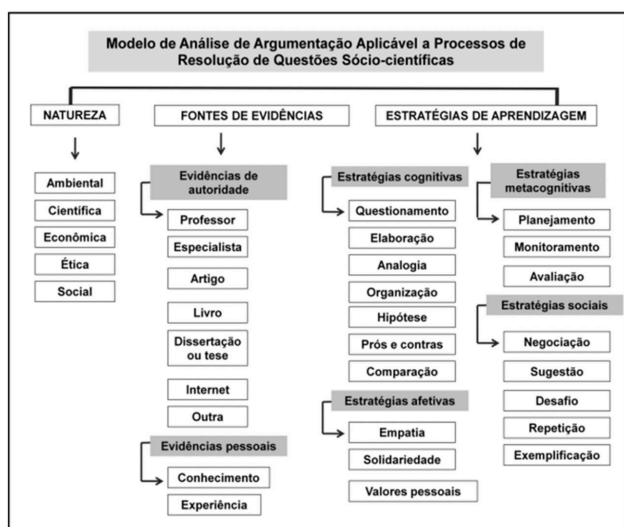 Modelo de Análise de Argumentação Aplicável a Processos de
Resolução de Questões Sócio-científicas
NATUREZA
Ambiental
Científica
Econômica
Ética
Social
FONTES DE EVIDÊNCIAS
Evidências de
autoridade
Professor
Especialista
Artigo
Livro
Dissertação
ou tese
Internet
Outra
Evidências pessoais
Conhecimento
Experiência
ESTRATÉGIAS DE APRENDIZAGEM
Estratégias cognitivas
Questionamento
Elaboração
Analogia
Organização
Hipótese
Prós e contras
Comparação
Estratégias afetivas
Empatia
Solidariedade
Valores pessoais
Estratégias
metacognitivas
Planejamento
Monitoramento
Avaliação
Estratégias sociais
Negociação
Sugestão
Desafio
Repetição
Exemplificação